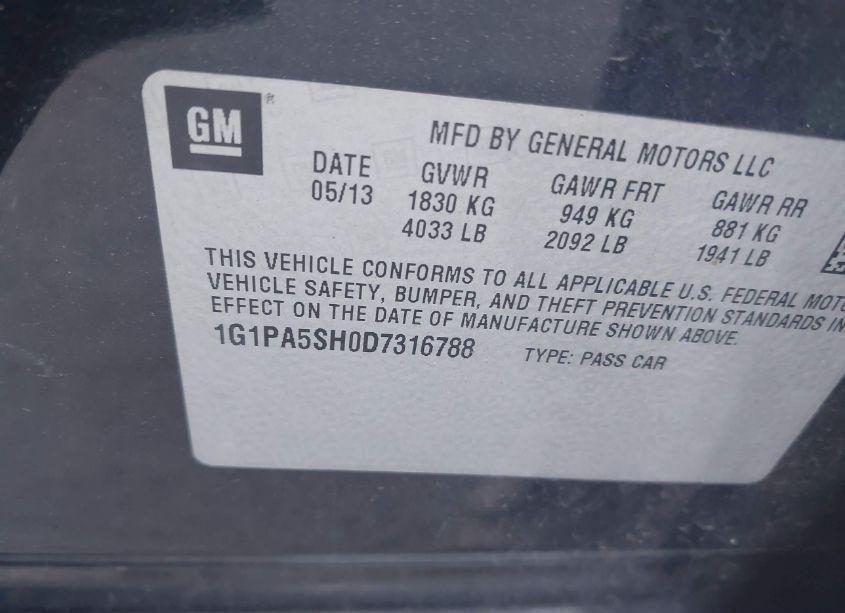 GM®
MFD BY GENERAL MOTORS LLC
DATE GVWR GAWR FRT GAWR RR
05/13 1830 KG 949 KG 881 KG
4033 LB 2092 LB 1941 LB
THIS VEHICLE CONFORMS TO ALL APPLICABLE U.S. FEDERAL MOTO
VEHICLE SAFETY, BUMPER, AND THEFT PREVENTION STANDARDS IN
EFFECT ON THE DATE OF MANUFACTURE SHOWN ABOVE.
1G1PA5SH0D7316788 TYPE: PASS CAR